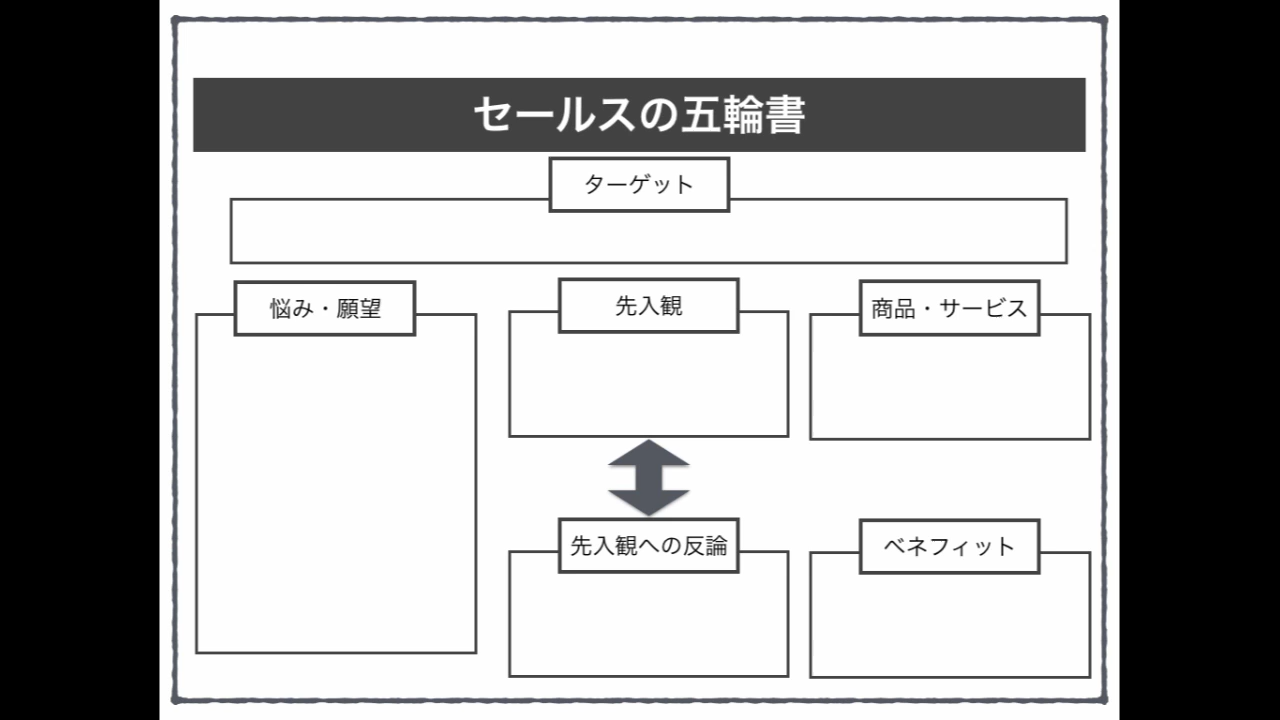 セールスの五輪書
ターゲット
悩み・願望
先入観
商品・サービス
先入観への反論
ベネフィット